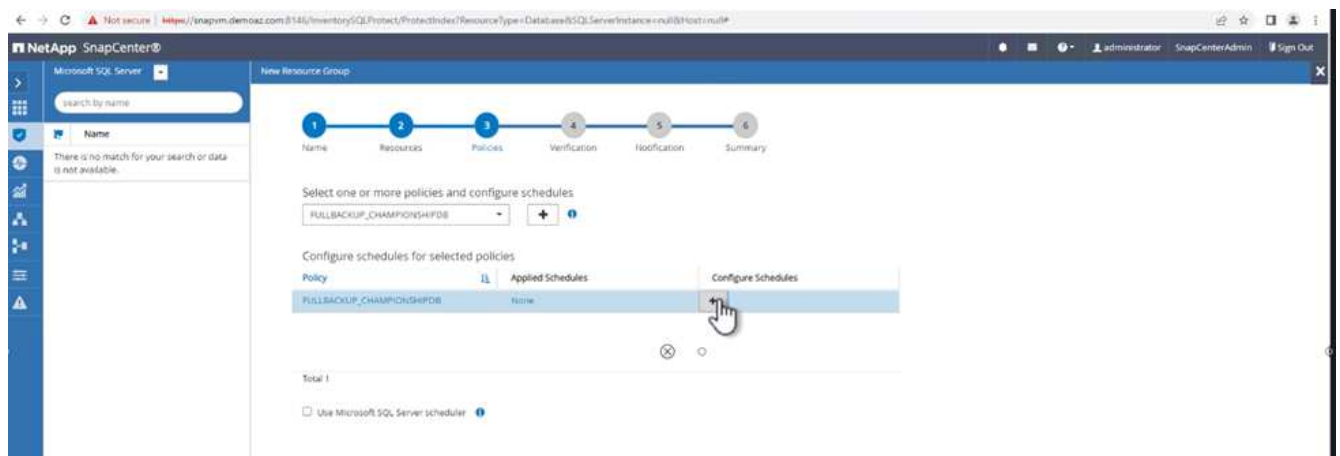 Not secure | https://snapvm.demoaz.com:8146/InventorySQLProtect/ProtectIndex?ResourceType=Database&SQLServerInstance=null&Host=null#
NetApp SnapCenter®
administrator SnapCenterAdmin Sign Out
Microsoft SQL Server
New Resource Group
search by name
Name
There is no match for your search or data
is not available.
1 2 3 4 5 6
Name Resources Policies Verification Notification Summary
Select one or more policies and configure schedules
FULLBACKUP_CHAMPIONSHIPDB
Configure schedules for selected policies
Policy Applied Schedules Configure Schedules
FULLBACKUP_CHAMPIONSHIPDB None
Total 1
Use Microsoft SQL Server scheduler